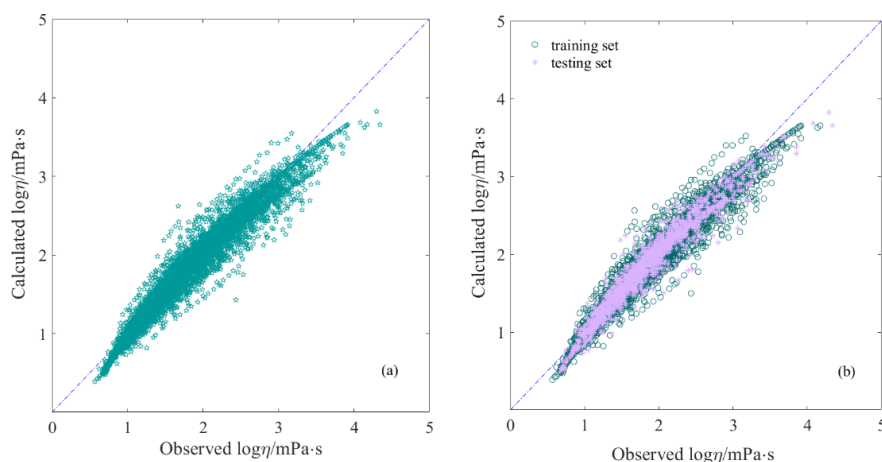 5
4
3
2
1
0
Calculated logη/mPa·s
(a)
0 1 2 3 4 5
Observed logη/mPa·s
5
4
3
2
1
0
Calculated logη/mPa·s
training set
testing set
(b)
0 1 2 3 4 5
Observed logη/mPa·s